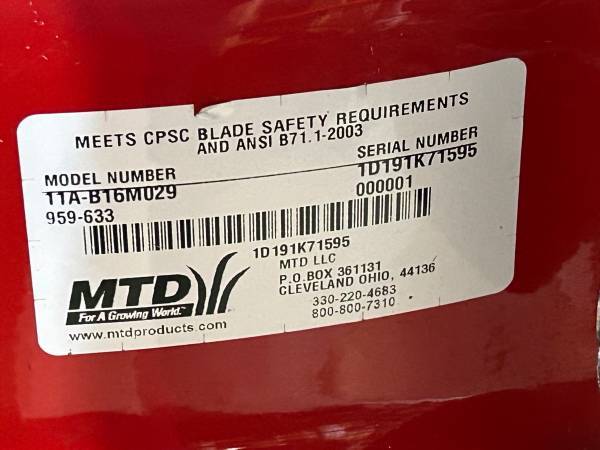 MEETS CPSC BLADE SAFETY REQUIREMENTS
AND ANSI B71.1-2003
MODEL NUMBER SERIAL NUMBER
11A-B16M029 1D191K71595
959-633 000001
1D191K71595
MTD LLC
P.O.BOX 361131
CLEVELAND OHIO, 44136
330-220-4683
800-800-7310
MTD
For A Growing World.™
www.mtdproducts.com